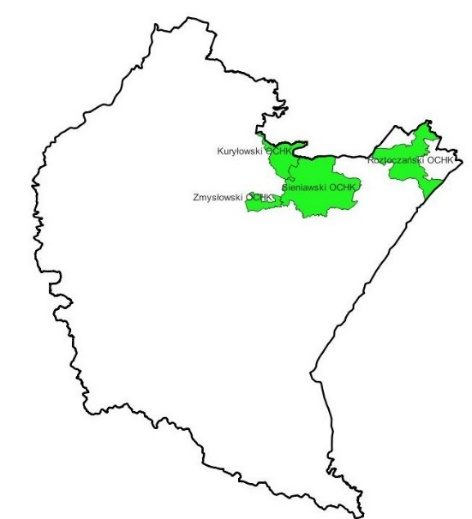 Kuryłowski OCHK
Roztoczański OCHK
Sieniawski OCHK
Zmysłowski OCHK